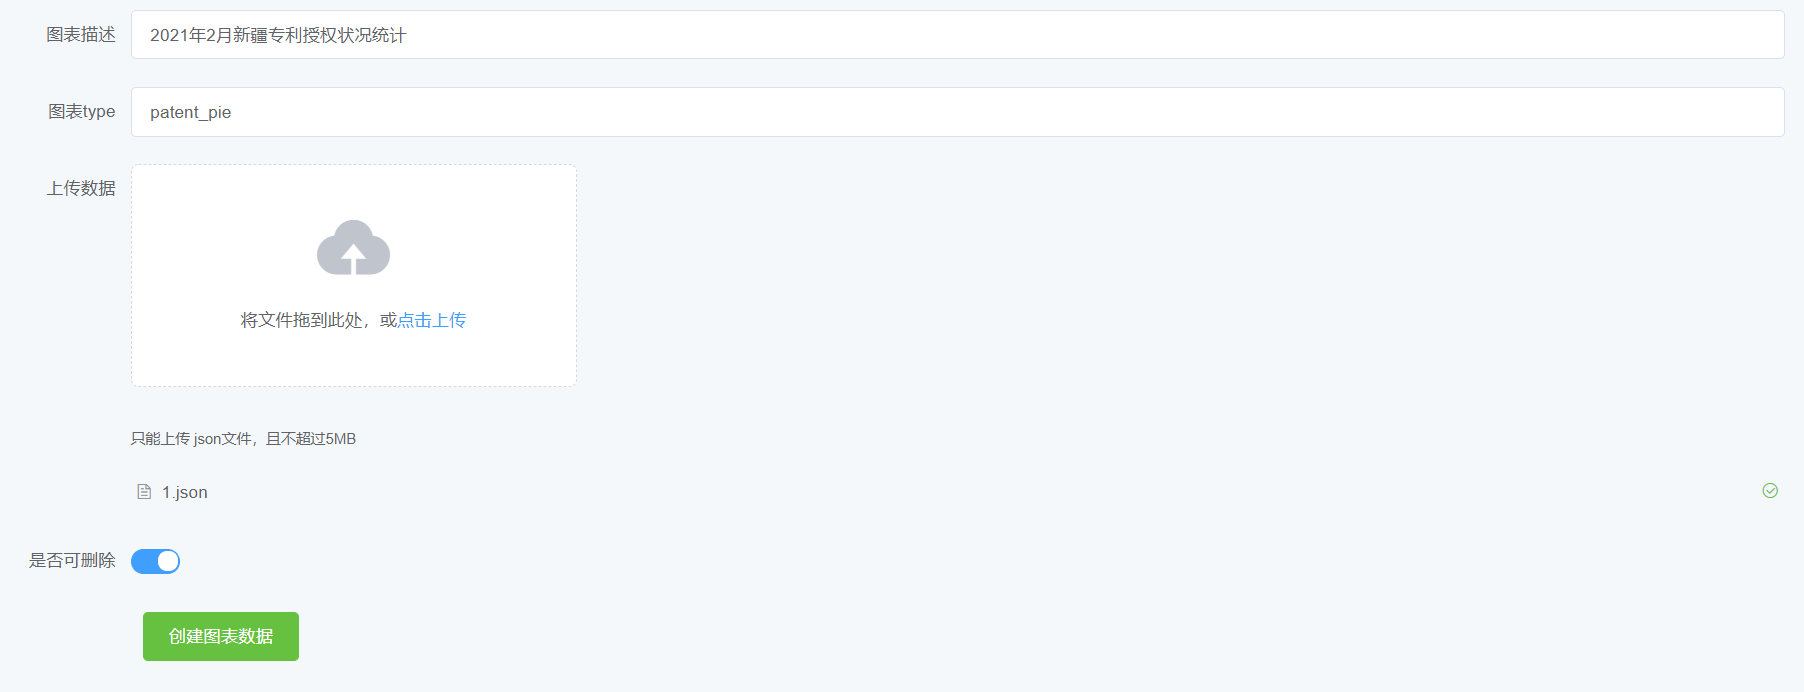 图表描述
2021年2月新疆专利授权状况统计
图表type
patent_pie
上传数据
将文件拖到此处，或点击上传
只能上传 json文件，且不超过5MB
1.json
是否可删除
创建图表数据